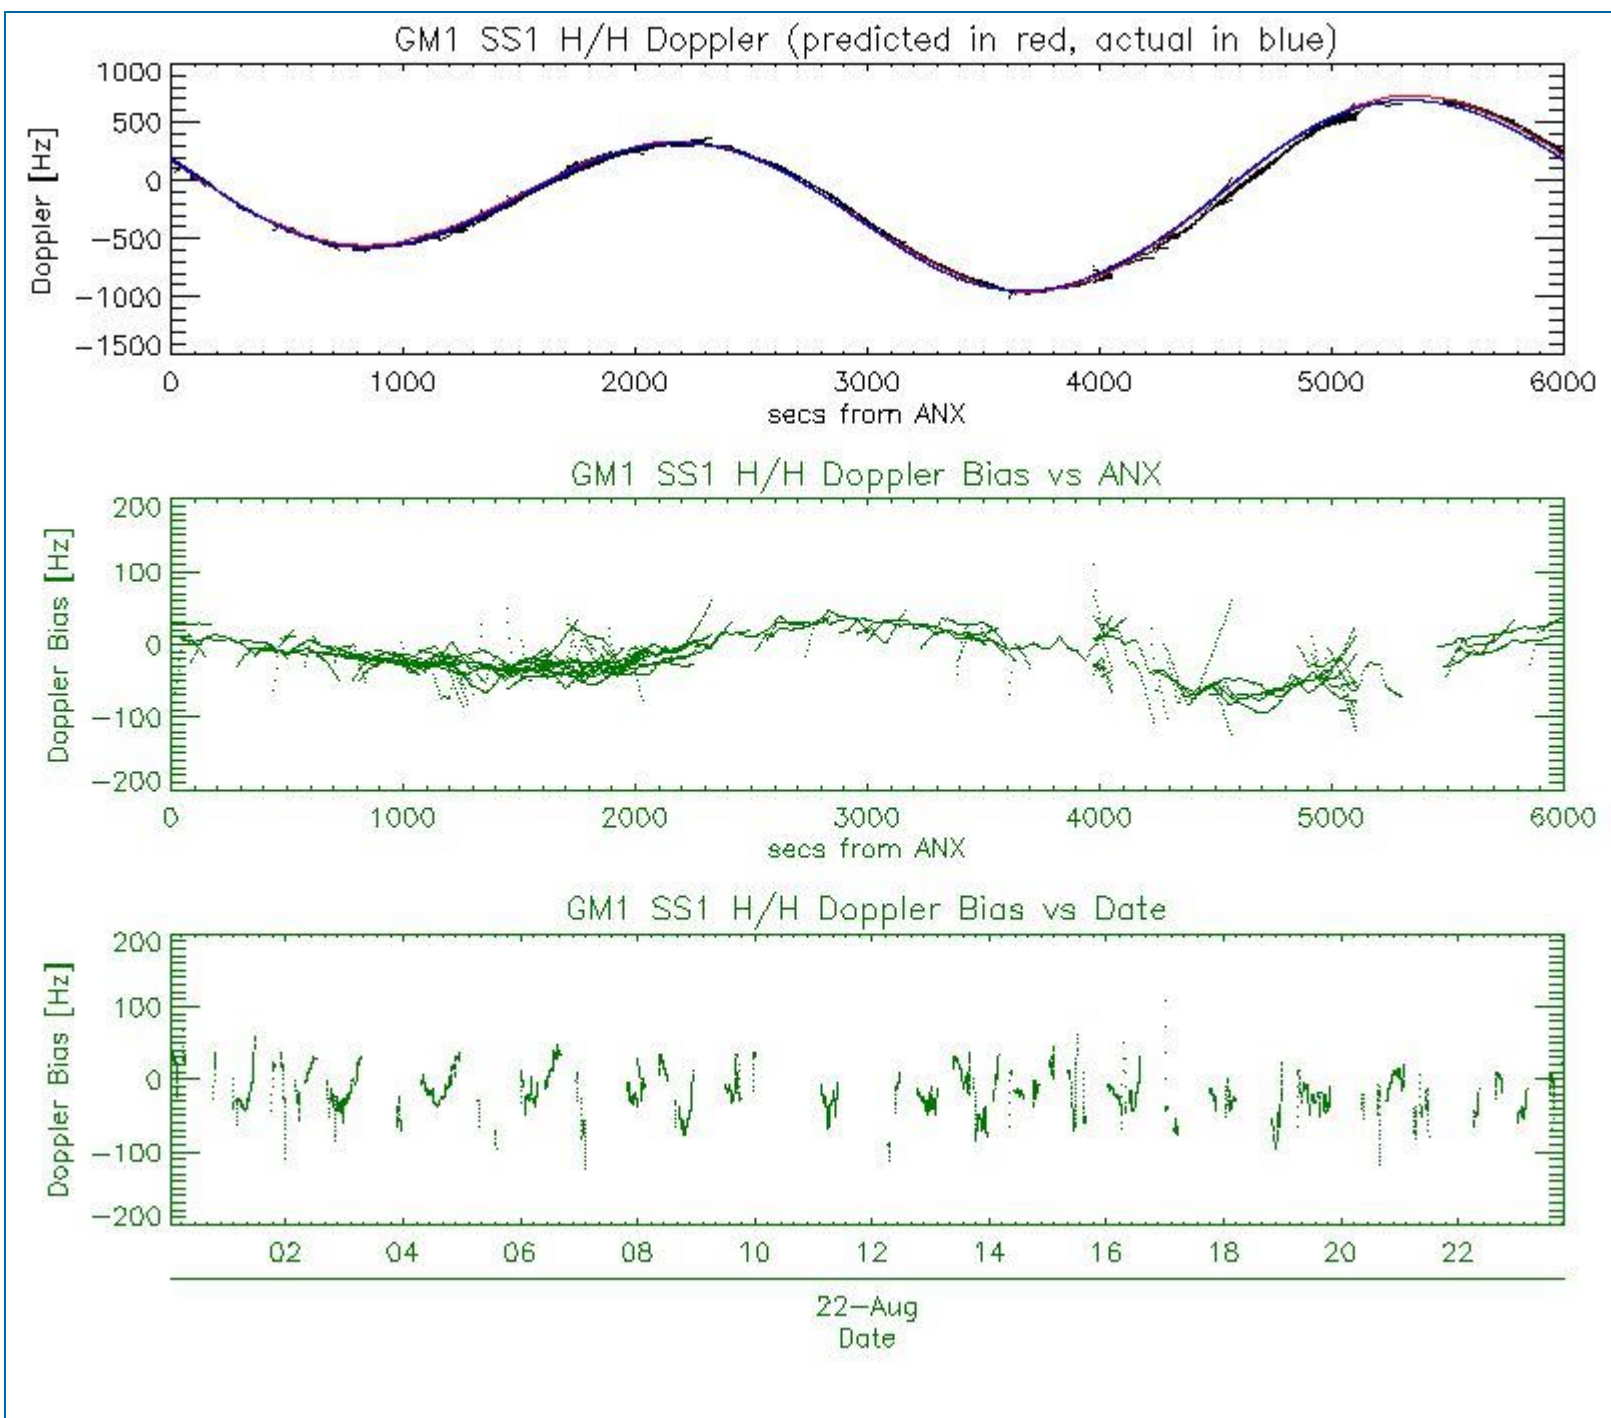 GM1 SS1 H/H Doppler (predicted in red, actual in blue)
1000
500
0
-500
-1000
-1500
Doppler [Hz]
0 1000 2000 3000 4000 5000 6000
secs from ANX
GM1 SS1 H/H Doppler Bias vs ANX
200
100
0
-100
-200
Doppler Bias [Hz]
0 1000 2000 3000 4000 5000 6000
secs from ANX
GM1 SS1 H/H Doppler Bias vs Date
200
100
0
-100
-200
Doppler Bias [Hz]
02 04 06 08 10 12 14 16 18 20 22
22-Aug
Date